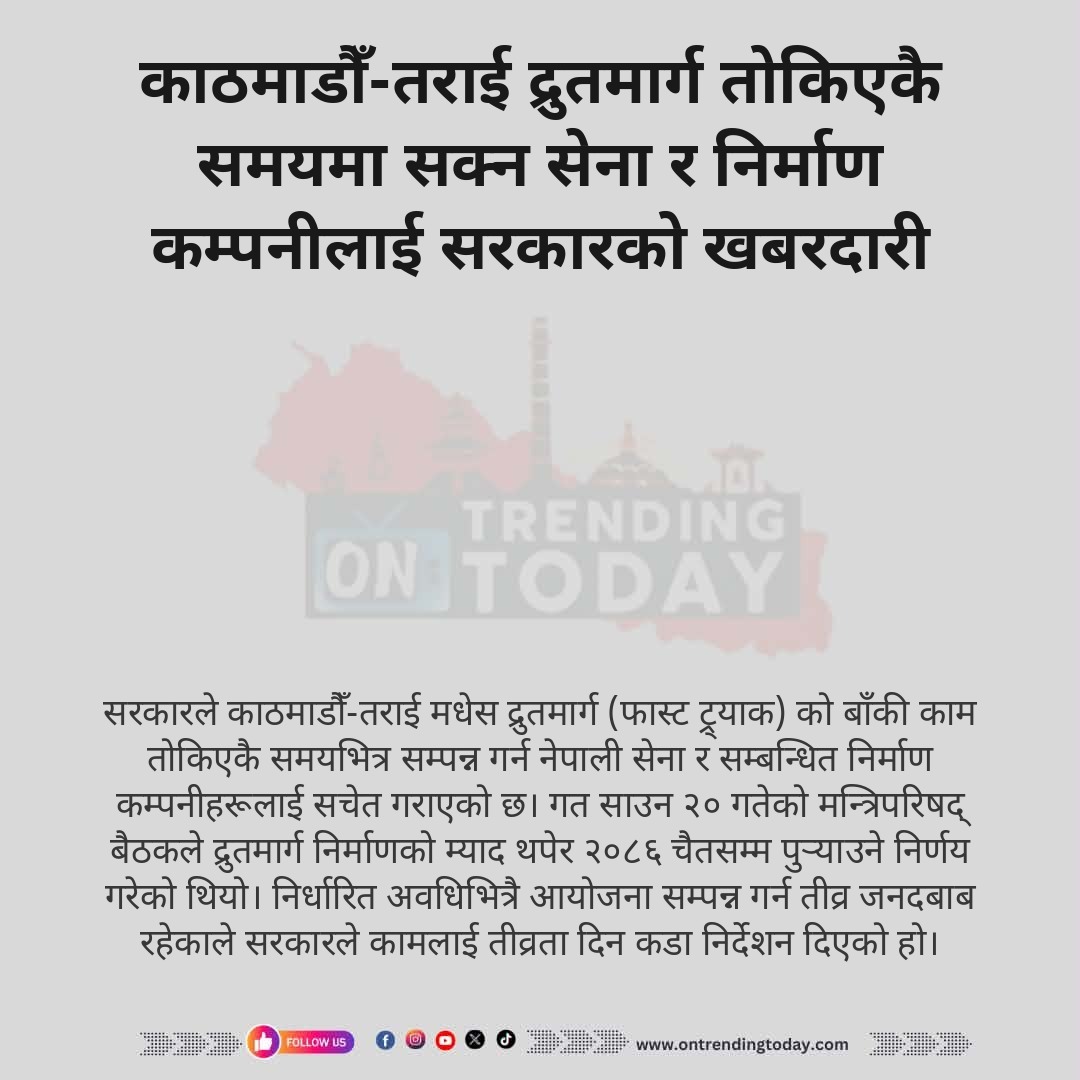 काठमाडौँ-तराई द्रुतमार्ग तोकिएकै
समयमा सक्न सेना र निर्माण
कम्पनीलाई सरकारको खबरदारी
TRENDING
ON TODAY
सरकारले काठमाडौँ-तराई मधेस द्रुतमार्ग (फास्ट ट्र्याक) को बाँकी काम
तोकिएकै समयभित्र सम्पन्न गर्न नेपाली सेना र सम्बन्धित निर्माण
कम्पनीहरूलाई सचेत गराएको छ। गत साउन २० गतेको मन्त्रिपरिषद्
बैठकले द्रुतमार्ग निर्माणको म्याद थपेर २०८६ चैतसम्म पुर्‍याउने निर्णय
गरेको थियो। निर्धारित अवधिभित्रै आयोजना सम्पन्न गर्न तीव्र जनदबाब
रहेकाले सरकारले कामलाई तीव्रता दिन कडा निर्देशन दिएको हो।
FOLLOW US www.ontrendingtoday.com